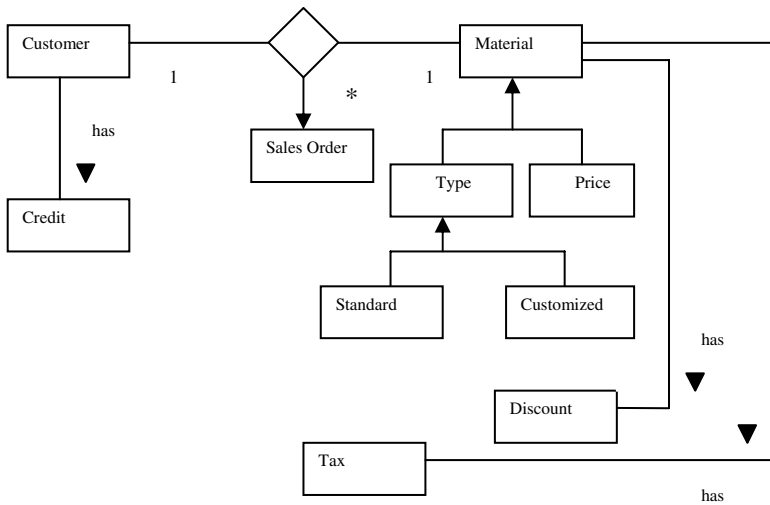 Customer
Material
1
*
1
has
Sales Order
Type
Price
Credit
Standard
Customized
has
Discount
Tax
has